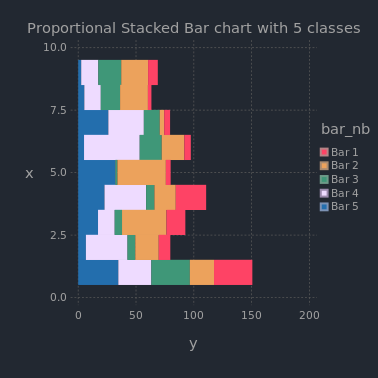 Proportional Stacked Bar chart with 5 classes
10.0
7.5
5.0
2.5
0.0
x
0
50
100
150
200
y
bar_nb
Bar 1
Bar 2
Bar 3
Bar 4
Bar 5